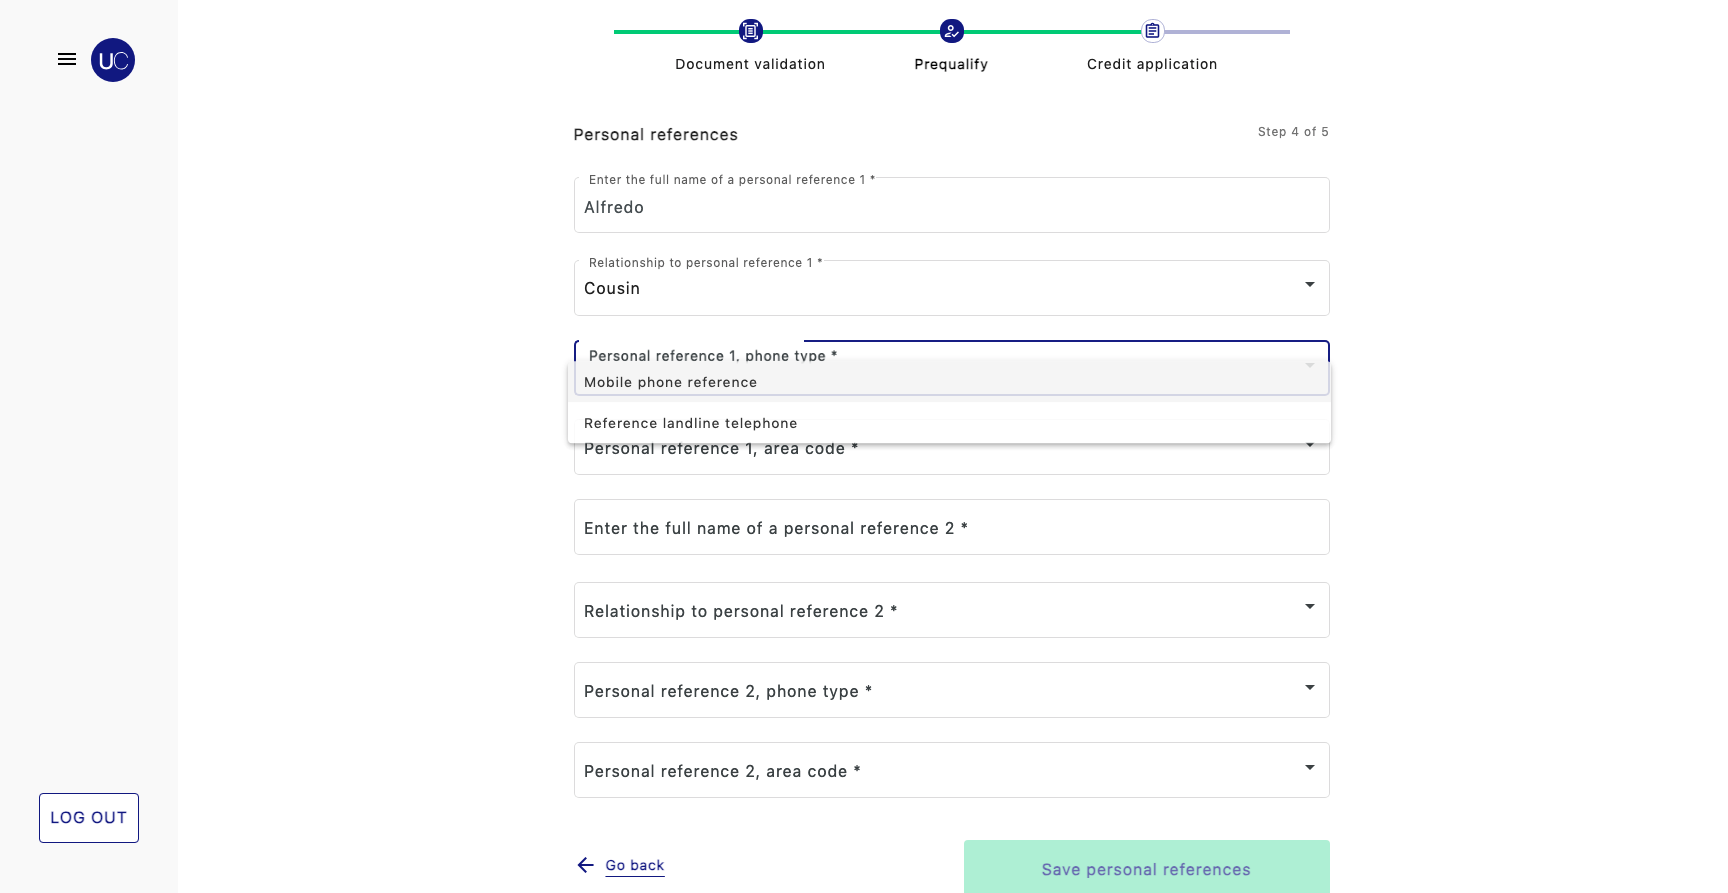 UC
Document validation
Prequalify
Credit application
Personal references
Step 4 of 5
Enter the full name of a personal reference 1 *
Alfredo
Relationship to personal reference 1 *
Cousin
Personal reference 1, phone type *
Mobile phone reference
Reference landline telephone
Personal reference 1, area code *
Enter the full name of a personal reference 2 *
Relationship to personal reference 2 *
Personal reference 2, phone type *
Personal reference 2, area code *
LOG OUT
Go back
Save personal references